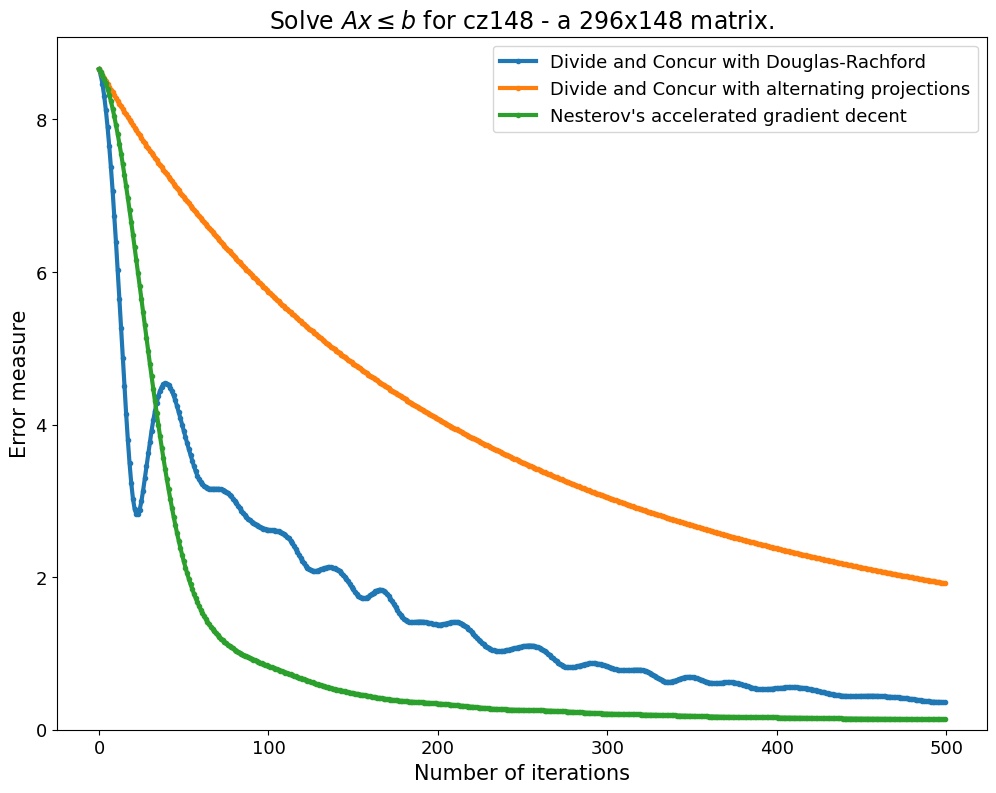 Solve Ax ≤ b for cz148 - a 296x148 matrix.
Divide and Concur with Douglas-Rachford
Divide and Concur with alternating projections
Nesterov's accelerated gradient decent
Error measure
8
6
4
2
0
0 100 200 300 400 500
Number of iterations